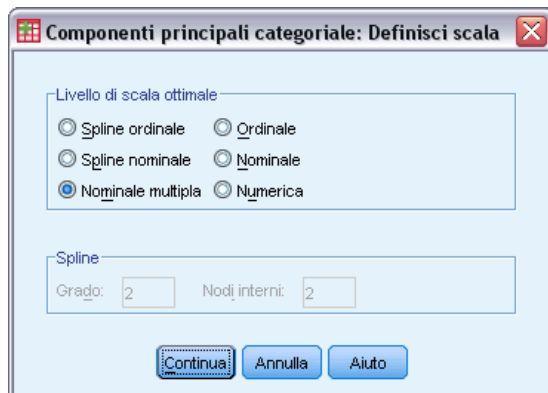 Componenti principali categoriale: Definisci scala
Livello di scala ottimale
Spline ordinale Ordinale
Spline nominale Nominale
Nominale multipla Numerica
Spline
Grado: 2 Nodi interni: 2
Continua Annulla Aiuto